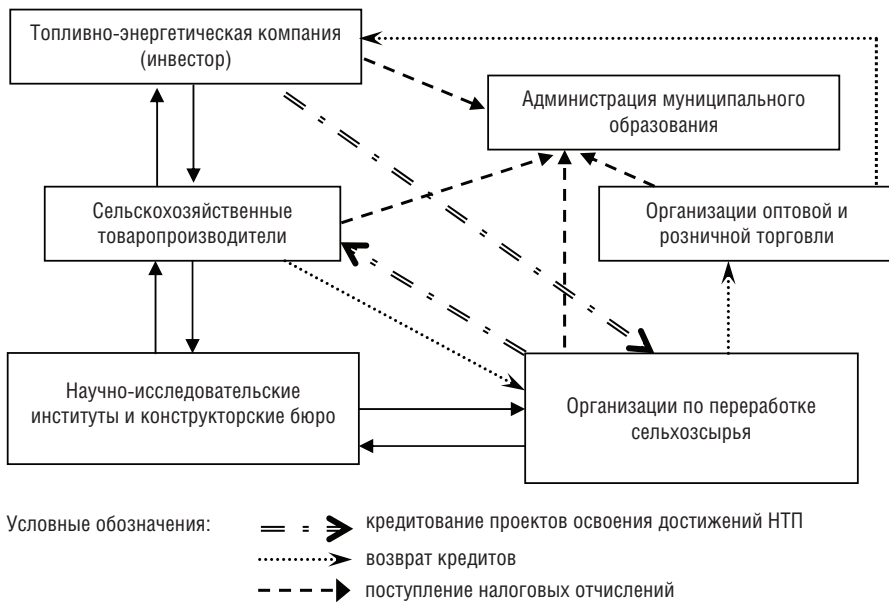 Топливно-энергетическая компания
(инвестор)
Администрация муниципального
образования
Сельскохозяйственные
товаропроизводители
Организации оптовой и
розничной торговли
Научно-исследовательские
институты и конструкторские бюро
Организации по переработке
сельхозсырья
Условные обозначения:
кредитование проектов освоения достижений НТП
возврат кредитов
поступление налоговых отчислений